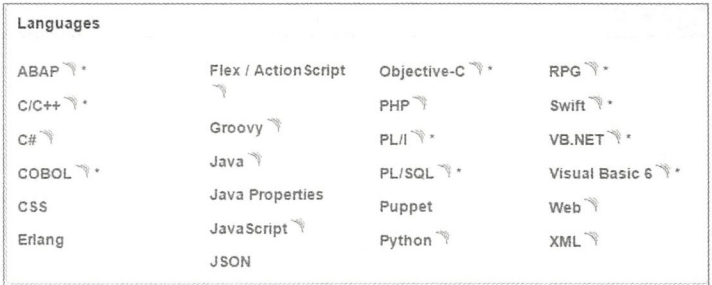 Languages
ABAP *
C/C++ *
C#
COBOL *
CSS
Erlang
Flex / ActionScript
Groovy
Java
Java Properties
JavaScript
JSON
Objective-C *
PHP
PL/I *
PL/SQL *
Puppet
Python
RPG *
Swift *
VB.NET *
Visual Basic 6 *
Web
XML